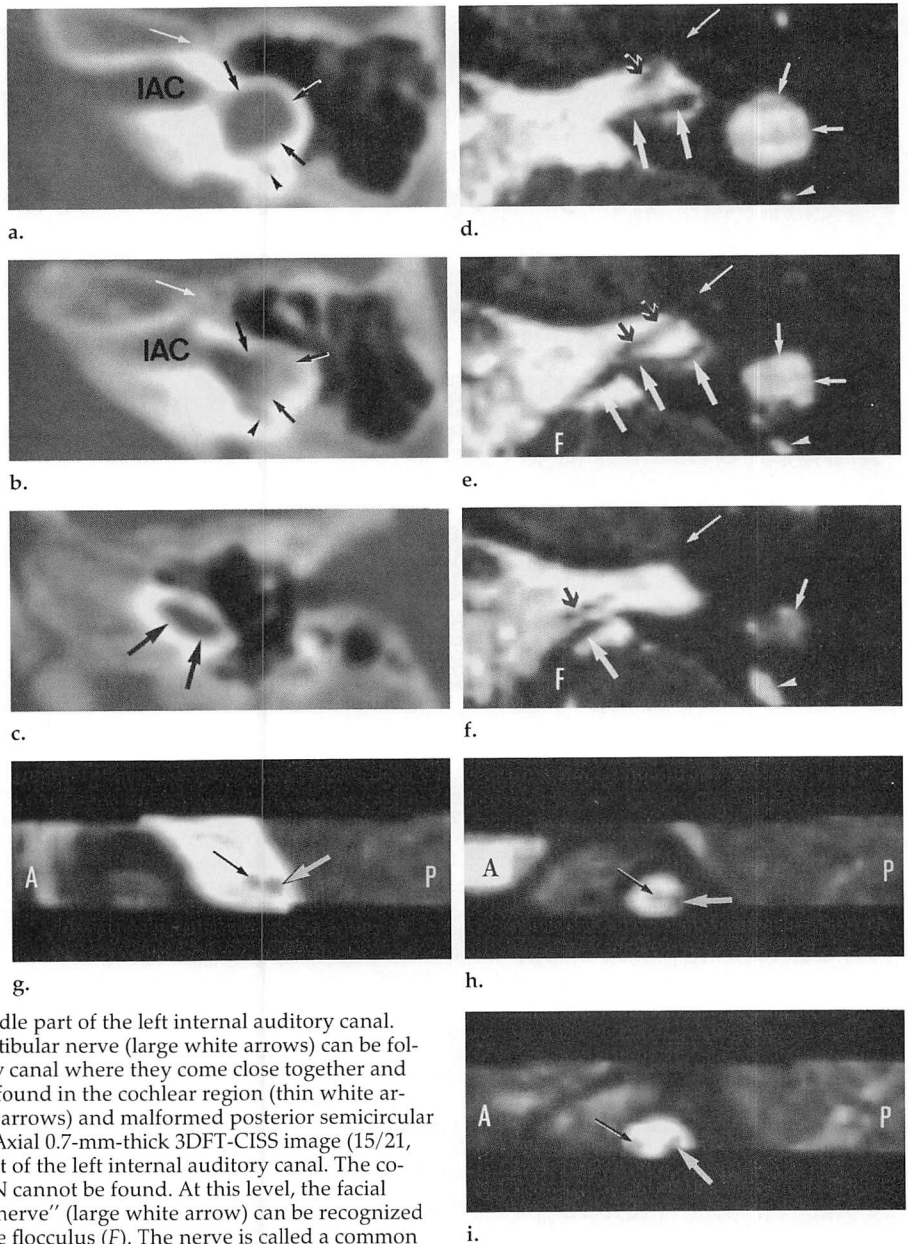 IAC
a.
d.
IAC
F
b.
e.
F
c.
f.
A
P
A
P
g.
h.
dle part of the left internal auditory canal.
tibular nerve (large white arrows) can be fol-
y canal where they come close together and
found in the cochlear region (thin white ar-
arrows) and malformed posterior semicircular
Axial 0.7-mm-thick 3DFT-CISS image (15/21,
t of the left internal auditory canal. The co-
N cannot be found. At this level, the facial
nerve" (large white arrow) can be recognized
e flocculus (F). The nerve is called a common
A
P
i.